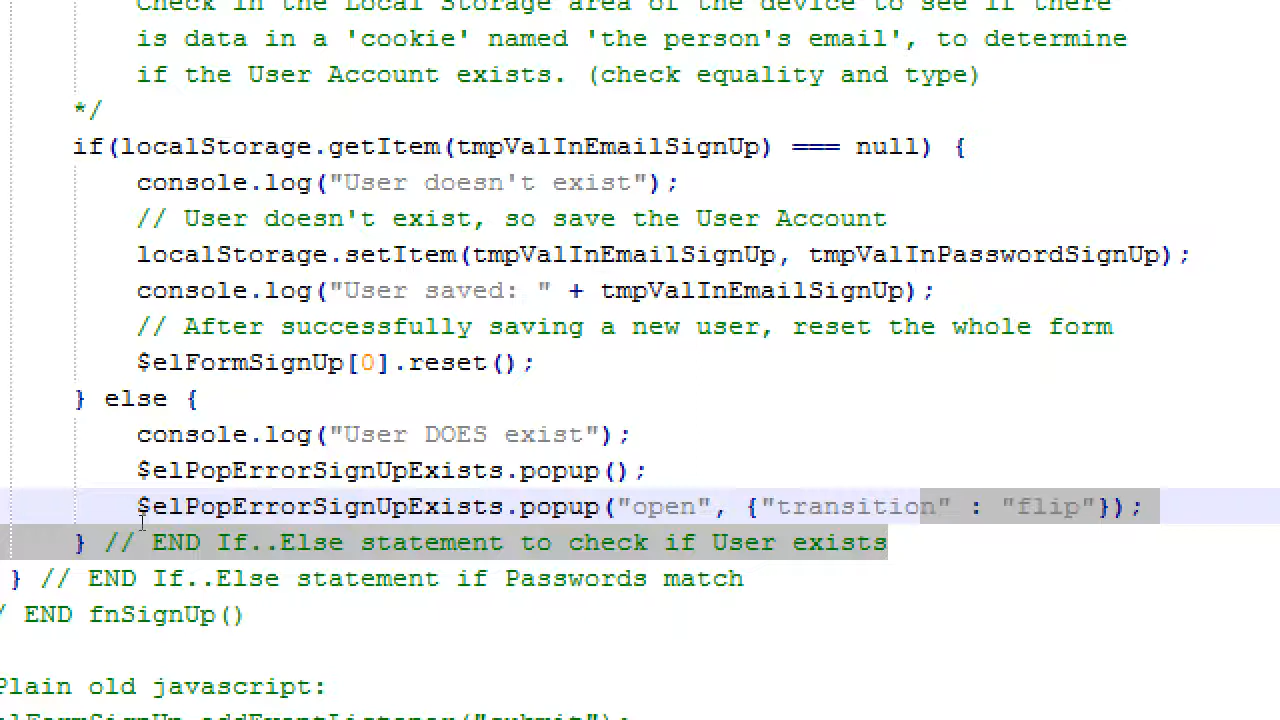 Check in the Local Storage area of the device to see if there
is data in a 'cookie' named 'the person's email', to determine
if the User Account exists. (check equality and type)
*/
if(localStorage.getItem(tmpValInEmailSignUp) === null) {
console.log("User doesn't exist");
// User doesn't exist, so save the User Account
localStorage.setItem(tmpValInEmailSignUp, tmpValInPasswordSignUp);
console.log("User saved: " + tmpValInEmailSignUp);
// After successfully saving a new user, reset the whole form
$elFormSignUp[0].reset();
} else {
console.log("User DOES exist");
$elPopErrorSignUpExists.popup();
$elPopErrorSignUpExists.popup("open", {"transition" : "flip"});
} // END If..Else statement to check if User exists
} // END If..Else statement if Passwords match
/ END fnSignUp()
Plain old javascript:
elFormSignUp.addEventListener("submit");